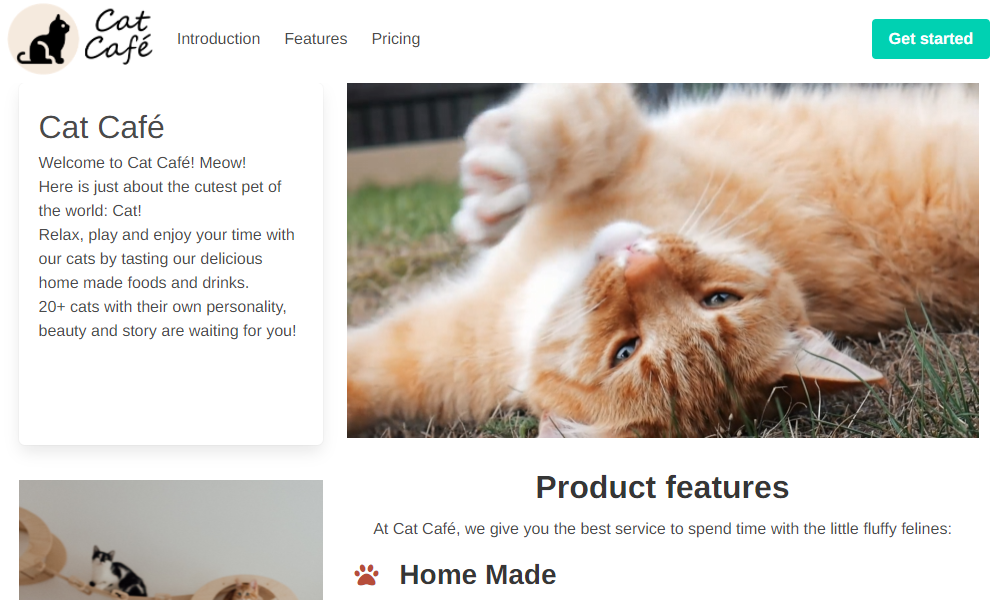 Cat
Café
Introduction
Features
Pricing
Get started
Cat Café
Welcome to Cat Café! Meow!
Here is just about the cutest pet of
the world: Cat!
Relax, play and enjoy your time with
our cats by tasting our delicious
home made foods and drinks.
20+ cats with their own personality,
beauty and story are waiting for you!
Product features
At Cat Café, we give you the best service to spend time with the little fluffy felines:
Home Made